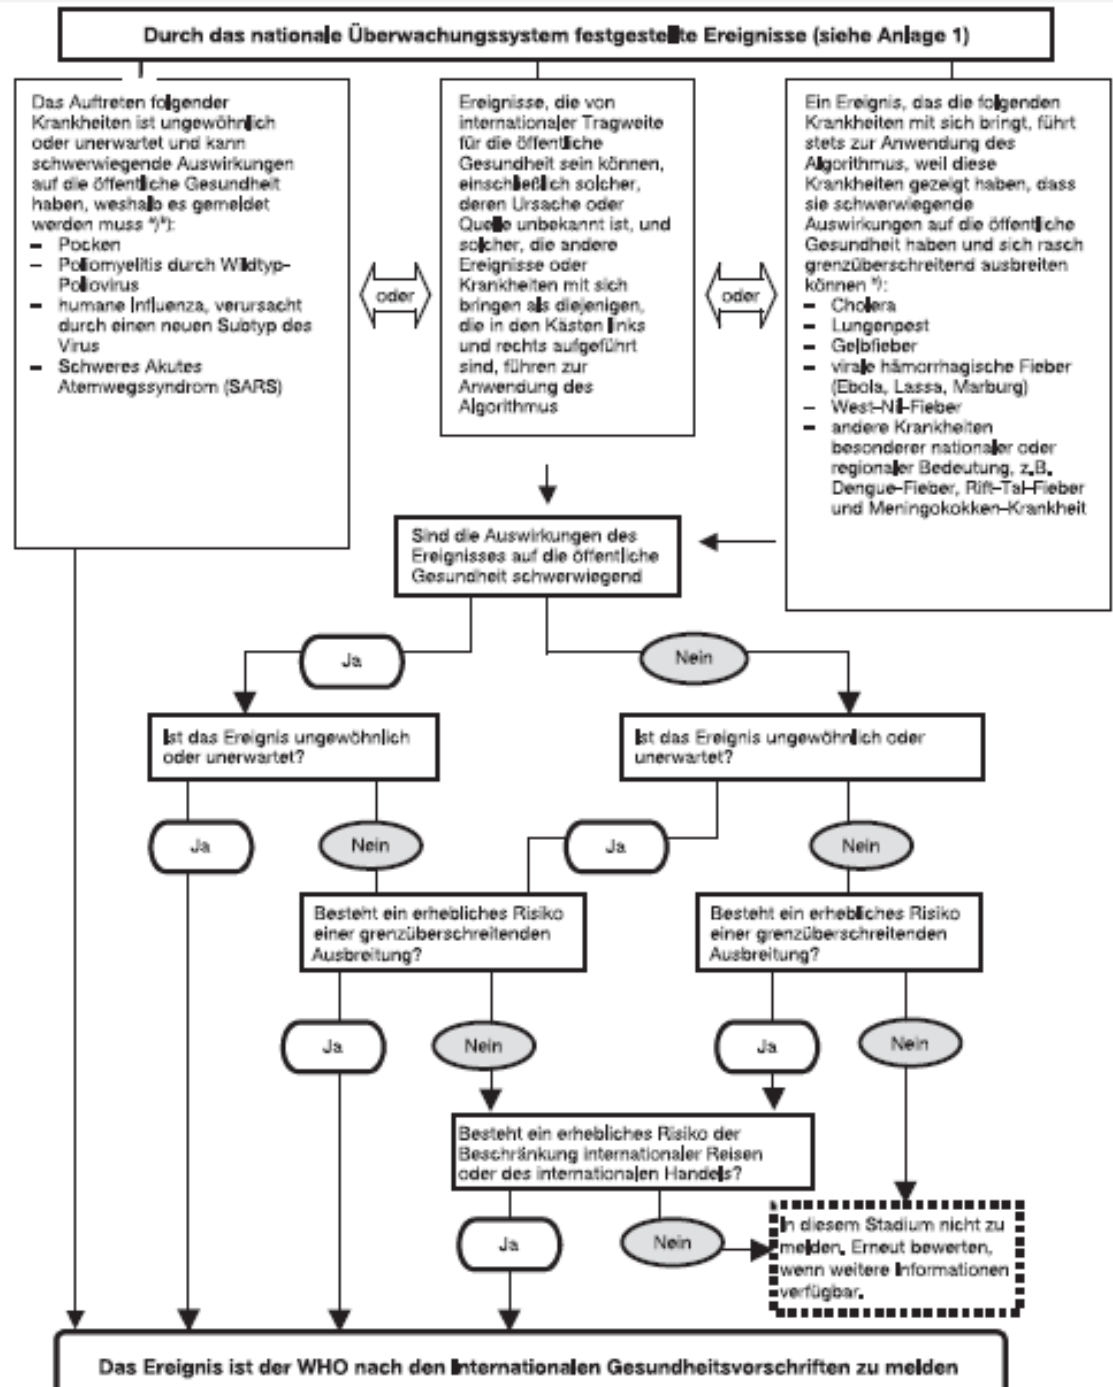 Durch das nationale Überwachungssystem festgestellte Ereignisse (siehe Anlage 1)
Das Auftreten folgender
Krankheiten ist ungewöhnlich
oder unerwartet und kann
schwerwiegende Auswirkungen
auf die öffentliche Gesundheit
haben, weshalb es gemeldet
werden muss ª)ᵇ):
– Pocken
– Poliomyelitis durch Wildtyp-
Poliovirus
– humane Influenza, verursacht
durch einen neuen Subtyp des
Virus
– Schweres Akutes
Atemwegssyndrom (SARS)
oder
Ereignisse, die von
internationaler Tragweite
für die öffentliche
Gesundheit sein können,
einschließlich solcher,
deren Ursache oder
Quelle unbekannt ist, und
solcher, die andere
Ereignisse oder
Krankheiten mit sich
bringen als diejenigen,
die in den Kästen links
und rechts aufgeführt
sind, führen zur
Anwendung des
Algorithmus
oder
Ein Ereignis, das die folgenden
Krankheiten mit sich bringt, führt
stets zur Anwendung des
Algorithmus, weil diese
Krankheiten gezeigt haben, dass
sie schwerwiegende
Auswirkungen auf die öffentliche
Gesundheit haben und sich rasch
grenzüberschreitend ausbreiten
können ª):
– Cholera
– Lungenpest
– Gelbfieber
– virale hämorrhagische Fieber
(Ebola, Lassa, Marburg)
– West-Nil-Fieber
– andere Krankheiten
besonderer nationaler oder
regionaler Bedeutung, z.B.
Dengue-Fieber, Rift-Tal-Fieber
und Meningokokken-Krankheit
Sind die Auswirkungen des
Ereignisses auf die öffentliche
Gesundheit schwerwiegend
Ja
Nein
Ist das Ereignis ungewöhnlich
oder unerwartet?
Ist das Ereignis ungewöhnlich oder
unerwartet?
Ja
Nein
Ja
Nein
Besteht ein erhebliches Risiko
einer grenzüberschreitenden
Ausbreitung?
Besteht ein erhebliches Risiko
einer grenzüberschreitenden
Ausbreitung?
Ja
Nein
Ja
Nein
Besteht ein erhebliches Risiko der
Beschränkung internationaler Reisen
oder des internationalen Handels?
Ja
Nein
In diesem Stadium nicht zu
melden. Erneut bewerten,
wenn weitere Informationen
verfügbar.
Das Ereignis ist der WHO nach den Internationalen Gesundheitsvorschriften zu melden